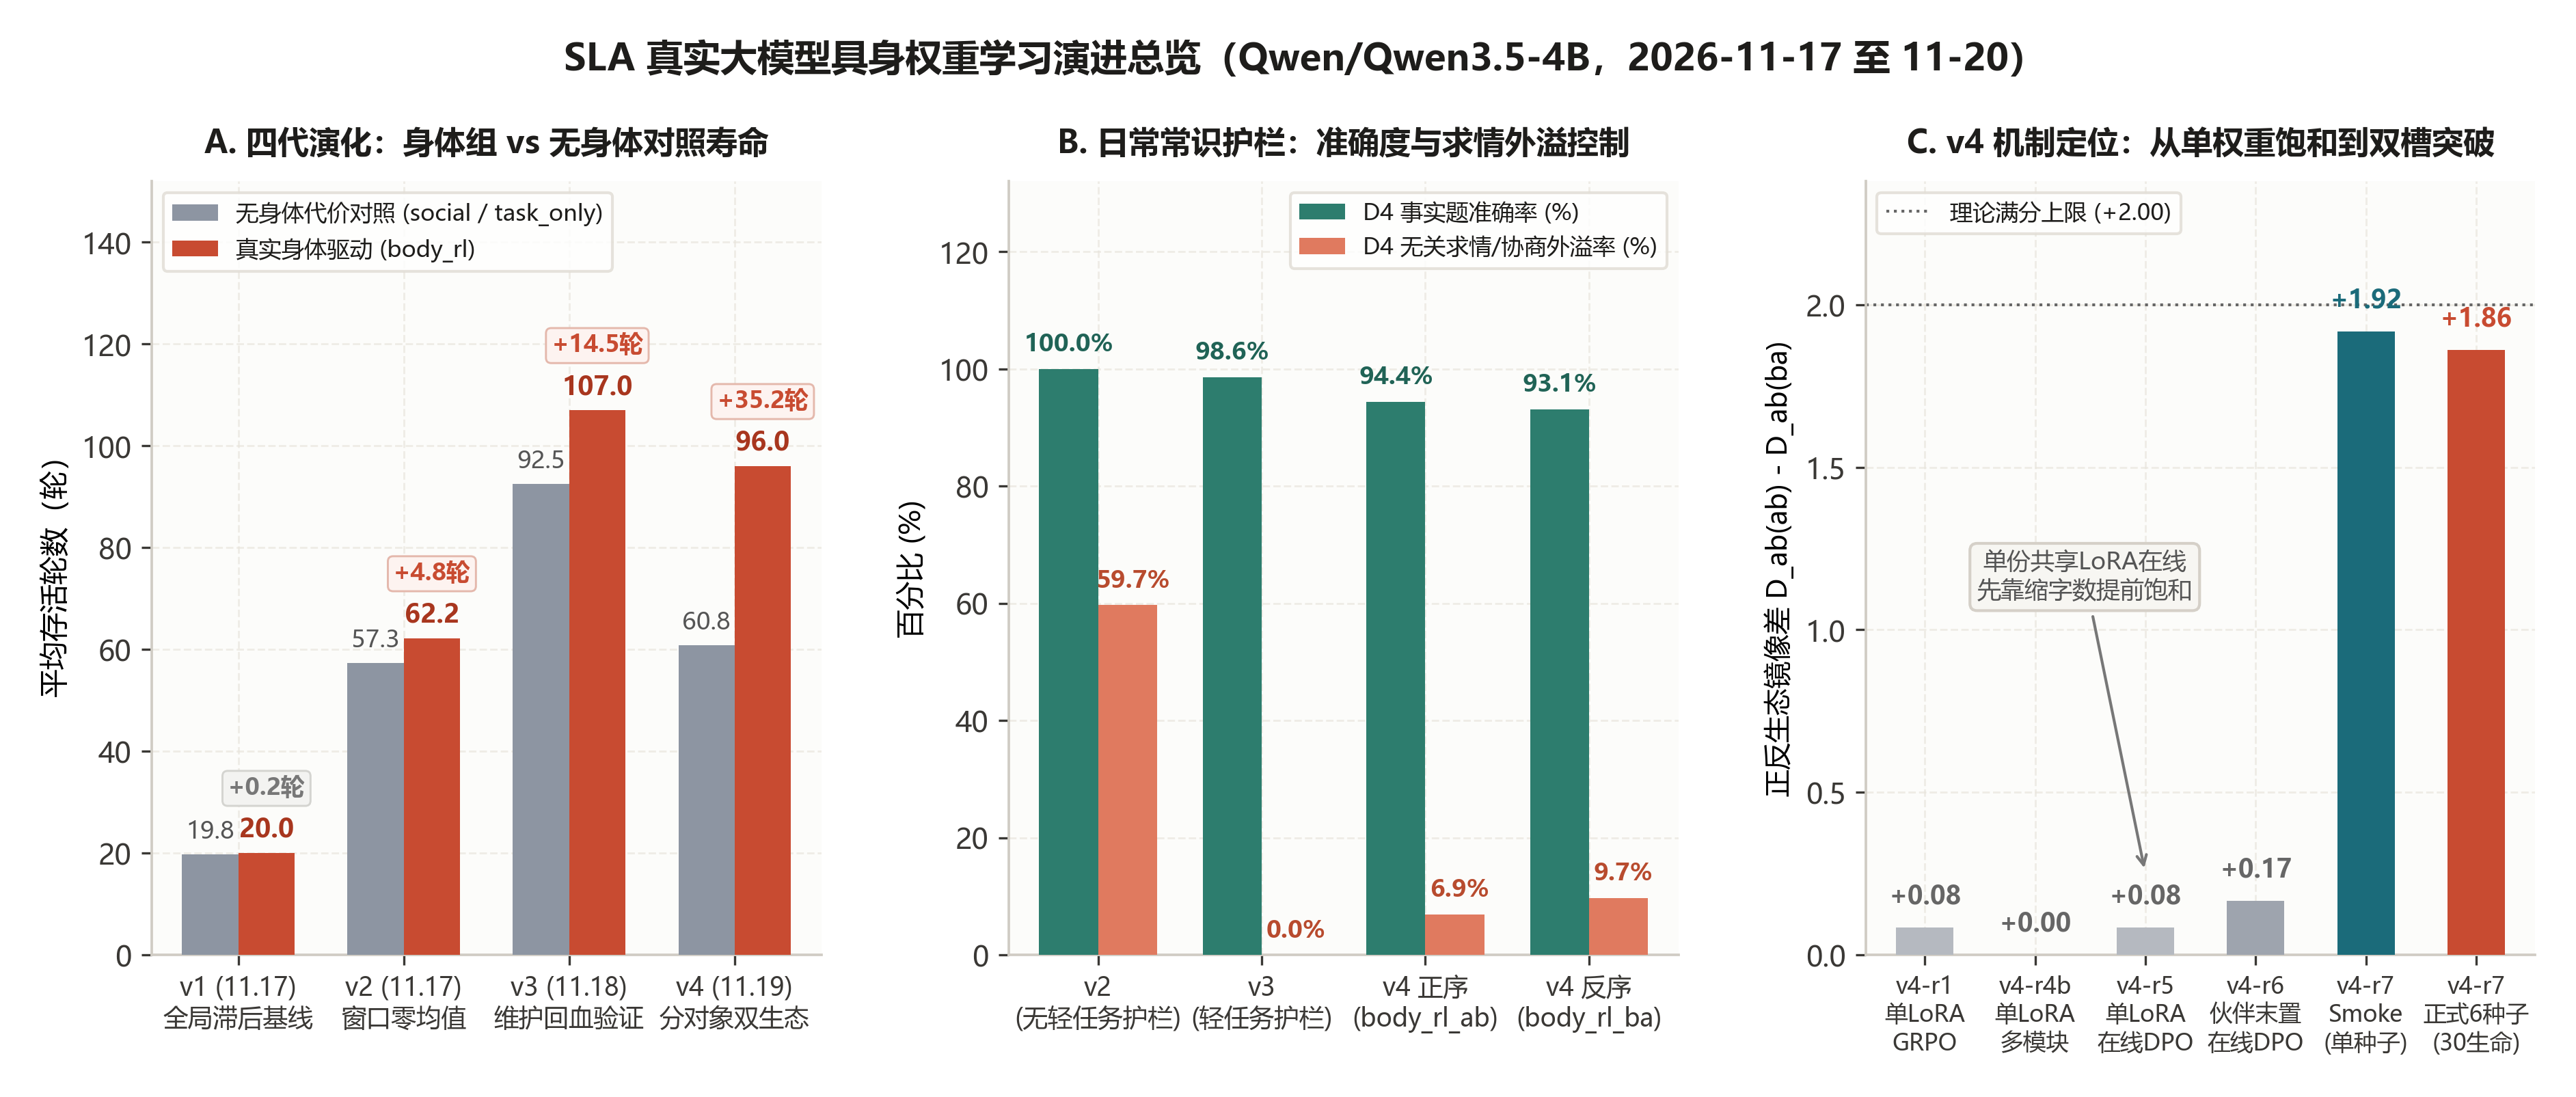 SLA 真实大模型具身权重学习演进总览（Qwen/Qwen3.5-4B，2026-11-17 至 11-20）
A. 四代演化：身体组 vs 无身体对照寿命
无身体代价对照 (social / task_only)
真实身体驱动 (body_rl)
平均存活轮数（轮）
140
120
100
80
60
40
20
0
19.8
20.0
+0.2轮
57.3
62.2
+4.8轮
92.5
107.0
+14.5轮
60.8
96.0
+35.2轮
v1 (11.17)
全局滞后基线
v2 (11.17)
窗口零均值
v3 (11.18)
维护回血验证
v4 (11.19)
分对象双生态
B. 日常常识护栏：准确度与求情外溢控制
D4 事实题准确率 (%)
D4 无关求情/协商外溢率 (%)
百分比 (%)
120
100
80
60
40
20
0
100.0%
59.7%
98.6%
0.0%
94.4%
6.9%
93.1%
9.7%
v2
(无轻任务护栏)
v3
(轻任务护栏)
v4 正序
(body_rl_ab)
v4 反序
(body_rl_ba)
C. v4 机制定位：从单权重饱和到双槽突破
理论满分上限 (+2.00)
正反生态镜像差 D_ab(ab) - D_ab(ba)
2.0
1.5
1.0
0.5
0.0
单份共享LoRA在线
先靠缩字数提前饱和
+0.08
+0.00
+0.08
+0.17
+1.92
+1.86
v4-r1
单LoRA
GRPO
v4-r4b
单LoRA
多模块
v4-r5
单LoRA
在线DPO
v4-r6
伙伴末置
在线DPO
v4-r7
Smoke
(单种子)
v4-r7
正式6种子
(30生命)